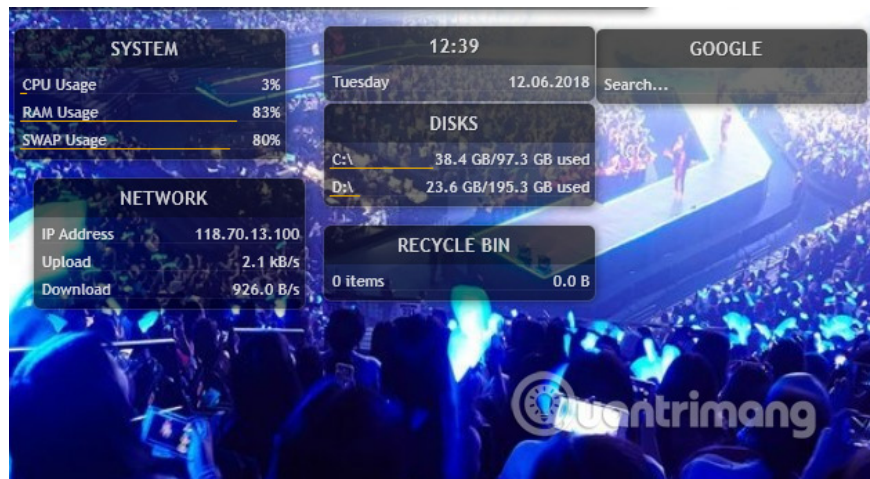 SYSTEM
CPU Usage 3%
RAM Usage 83%
SWAP Usage 80%
NETWORK
IP Address 118.70.13.100
Upload 2.1 kB/s
Download 926.0 B/s
12:39
Tuesday 12.06.2018
DISKS
C:\ 38.4 GB/97.3 GB used
D:\ 23.6 GB/195.3 GB used
RECYCLE BIN
0 items 0.0 B
GOOGLE
Search...
Quantrimang